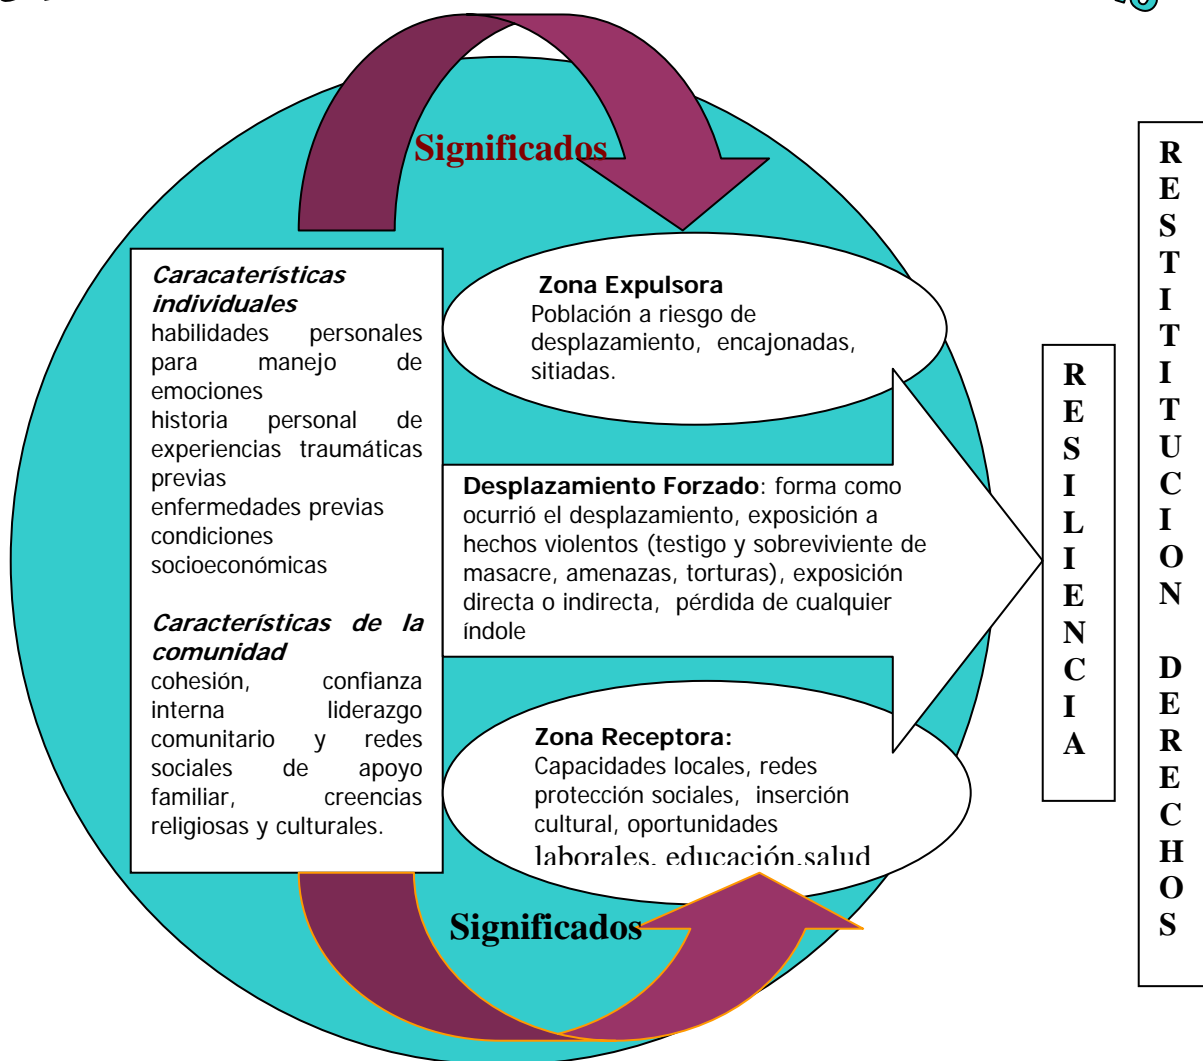 Significados
Caracaterísticas
individuales
habilidades personales
para manejo de
emociones
historia personal de
experiencias traumáticas
previas
enfermedades previas
condiciones
socioeconómicas
Características de la
comunidad
cohesión, confianza
interna liderazgo
comunitario y redes
sociales de apoyo
familiar, creencias
religiosas y culturales.
Zona Expulsora
Población a riesgo de
desplazamiento, encajonadas,
sitiadas.
Desplazamiento Forzado: forma como
ocurrió el desplazamiento, exposición a
hechos violentos (testigo y sobreviviente de
masacre, amenazas, torturas), exposición
directa o indirecta, pérdida de cualquier
índole
Zona Receptora:
Capacidades locales, redes
protección sociales, inserción
cultural, oportunidades
laborales, educación,salud
Significados
RESILIENCIA
RESTITITUCION DERECHOS